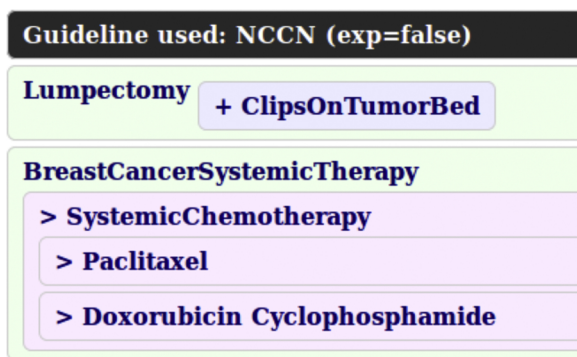 Guideline used: NCCN (exp=false)
Lumpectomy + ClipsOnTumorBed
BreastCancerSystemicTherapy
> SystemicChemotherapy
> Paclitaxel
> Doxorubicin Cyclophosphamide